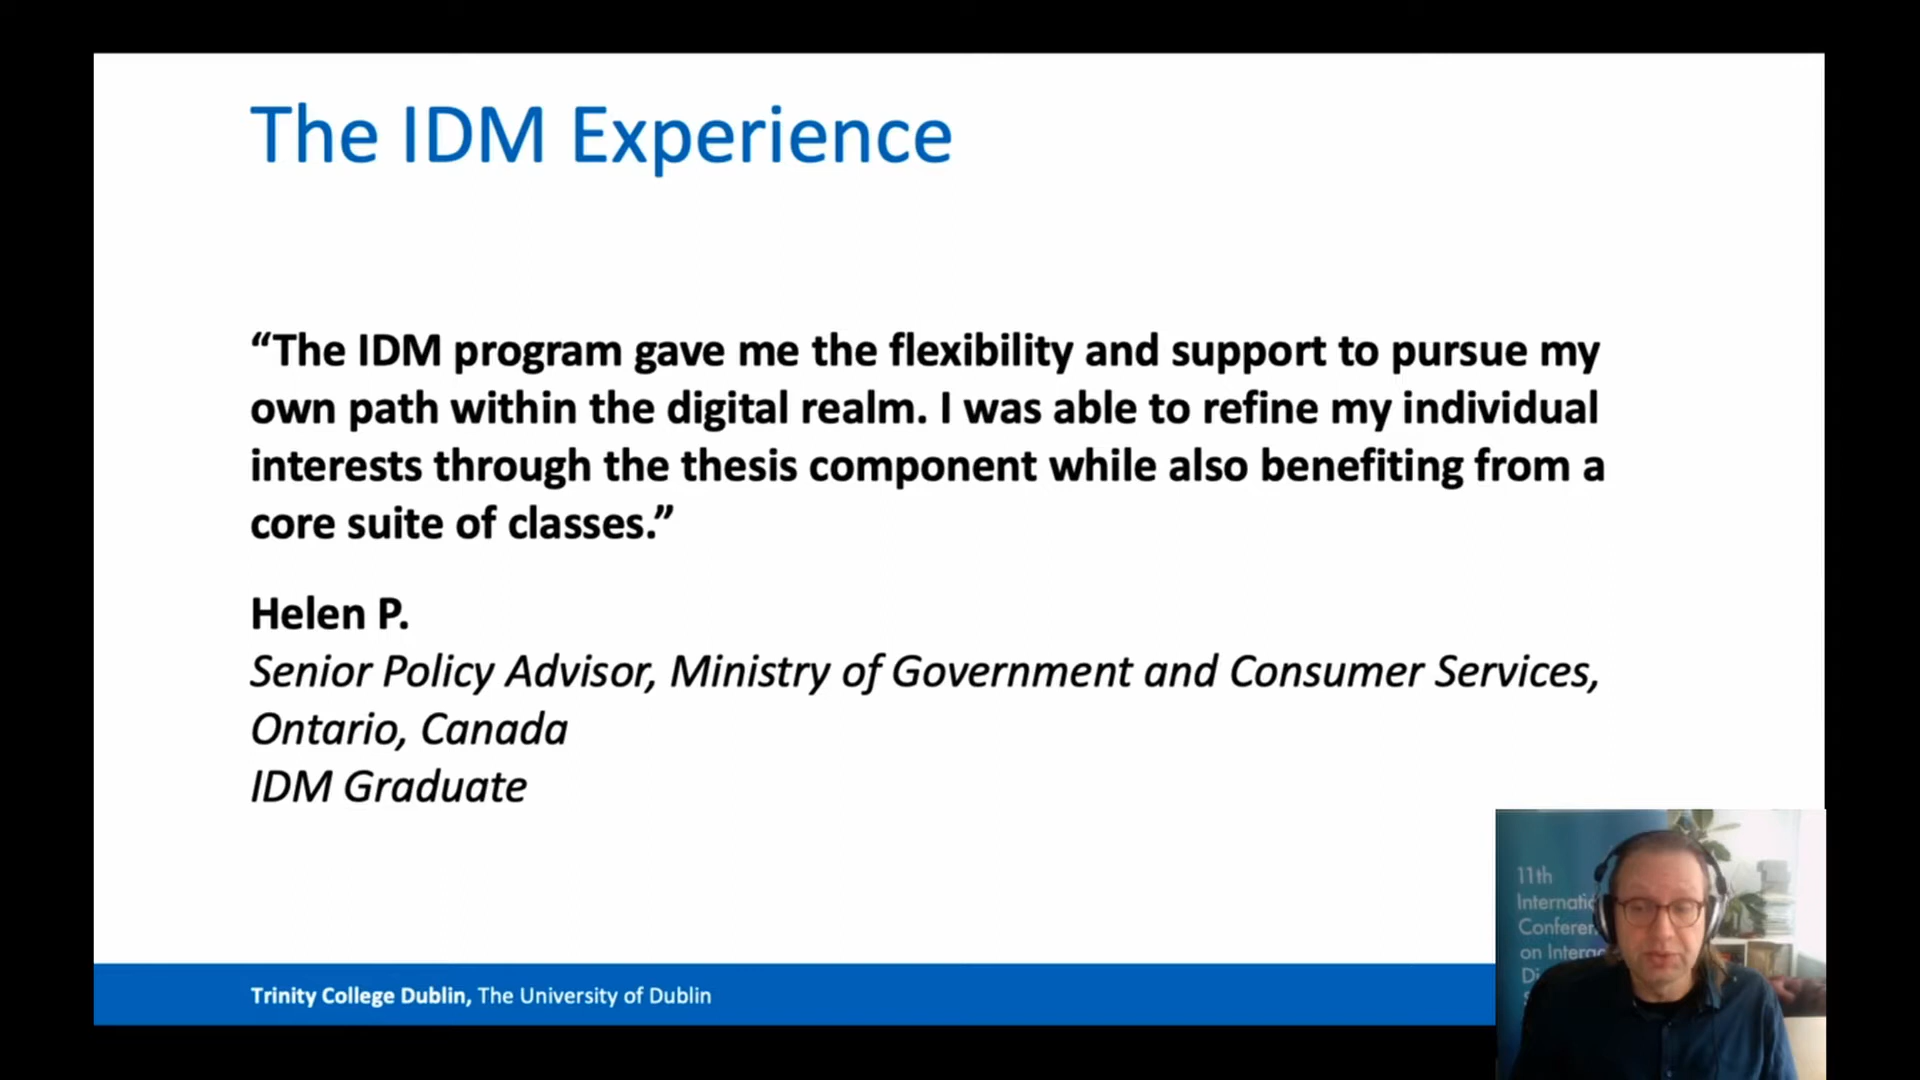 The IDM Experience
“The IDM program gave me the flexibility and support to pursue my
own path within the digital realm. I was able to refine my individual
interests through the thesis component while also benefiting from a
core suite of classes.”
Helen P.
Senior Policy Advisor, Ministry of Government and Consumer Services,
Ontario, Canada
IDM Graduate
11th
Conferen
on Interac
Trinity College Dublin, The University of Dublin